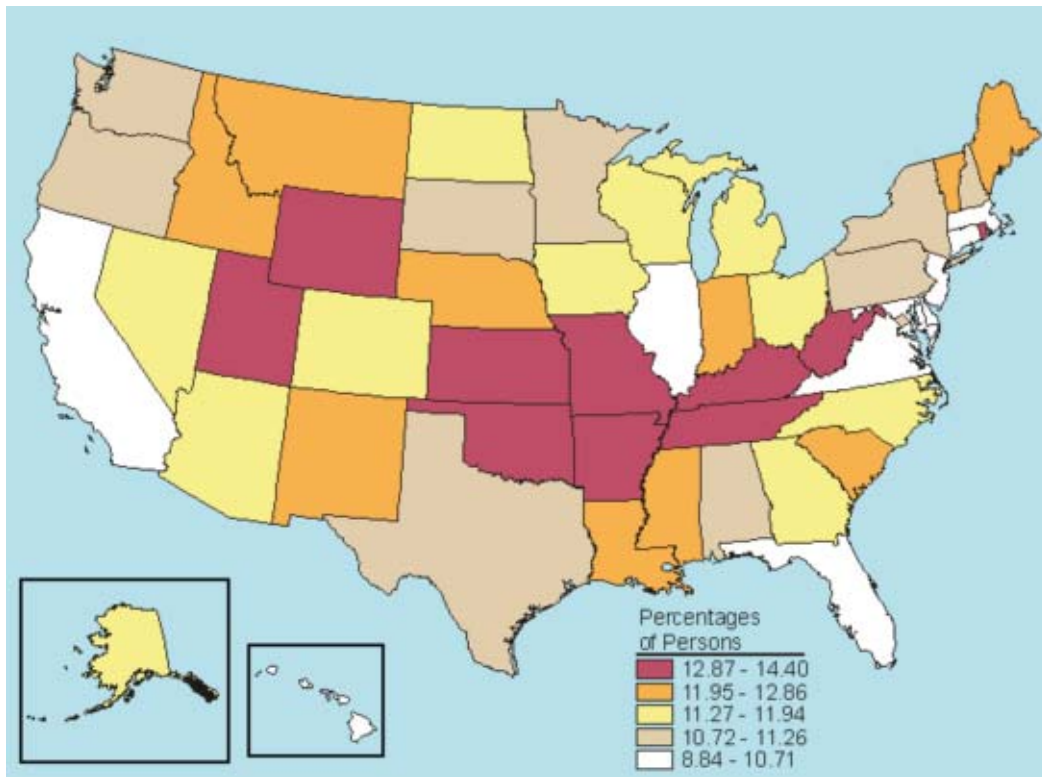 Percentages
of Persons
12.87 - 14.40
11.95 - 12.86
11.27 - 11.94
10.72 - 11.26
8.84 - 10.71